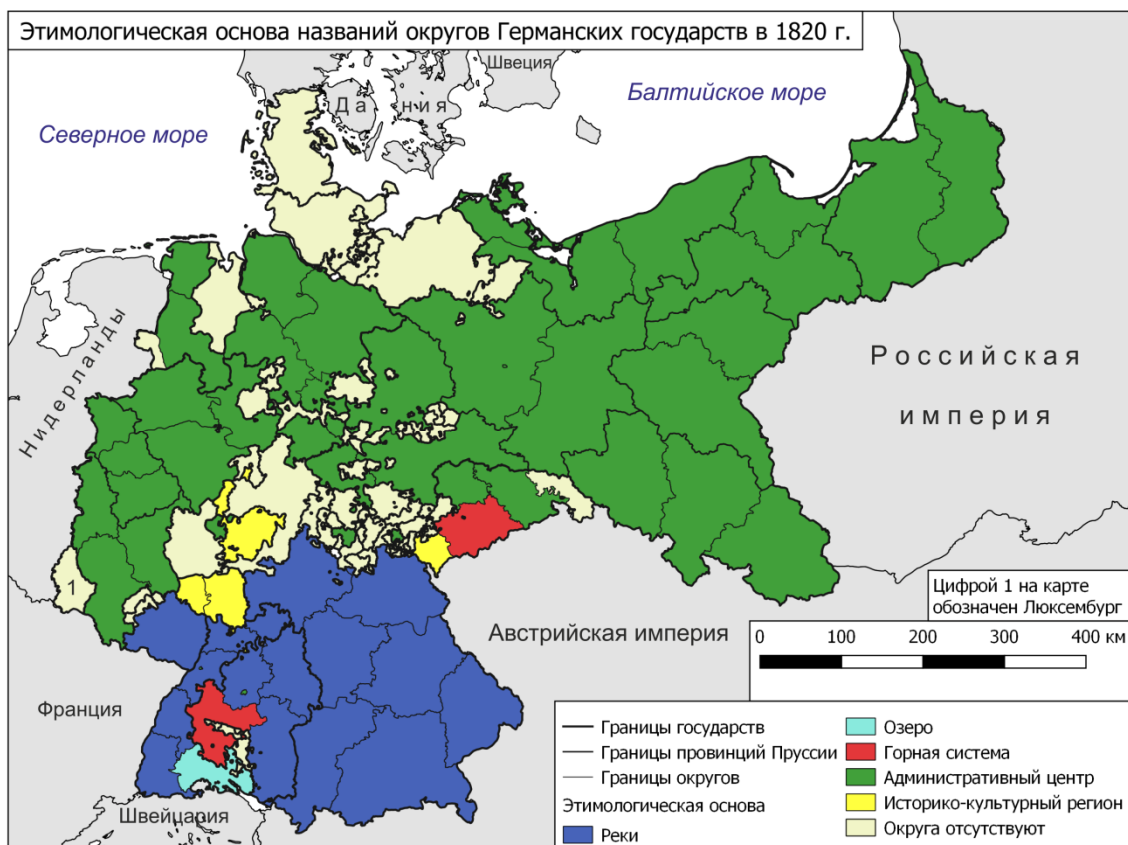 Этимологическая основа названий округов Германских государств в 1820 г.
Швеция
Дания
Северное море
Балтийское море
Нидерланды
Российская
империя
1
Цифрой 1 на карте
обозначен Люксембург
Австрийская империя
0 100 200 300 400 км
Франция
Швейцария
Границы государств
Границы провинций Пруссии
Границы округов
Этимологическая основа
Реки
Озеро
Горная система
Административный центр
Историко-культурный регион
Округа отсутствуют